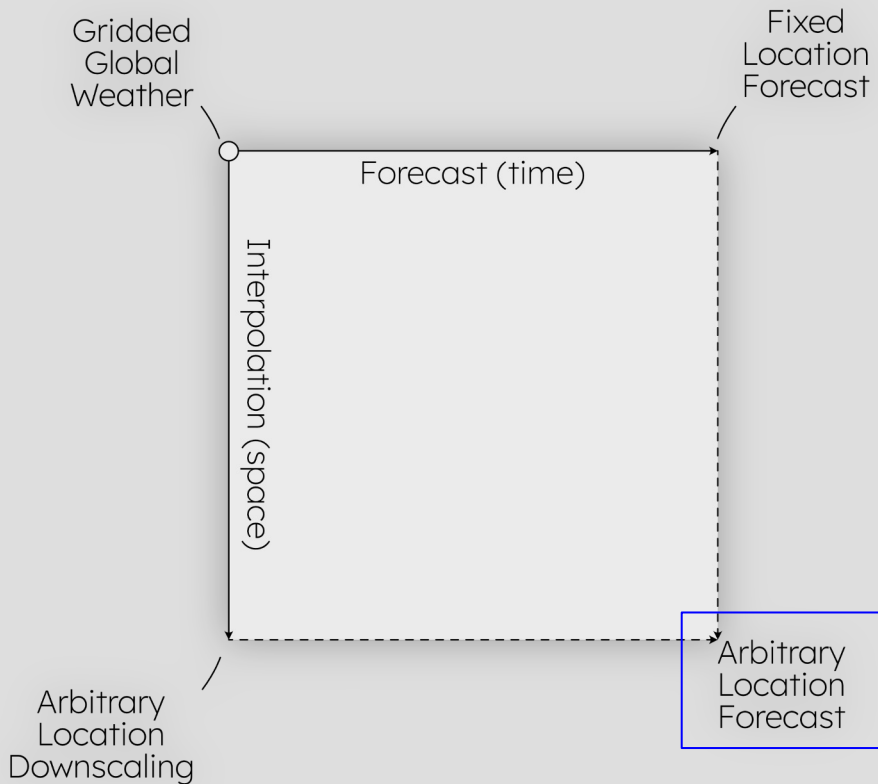 Gridded
Global
Weather
Fixed
Location
Forecast
Forecast (time)
Interpolation (space)
Arbitrary
Location
Forecast
Arbitrary
Location
Downscaling